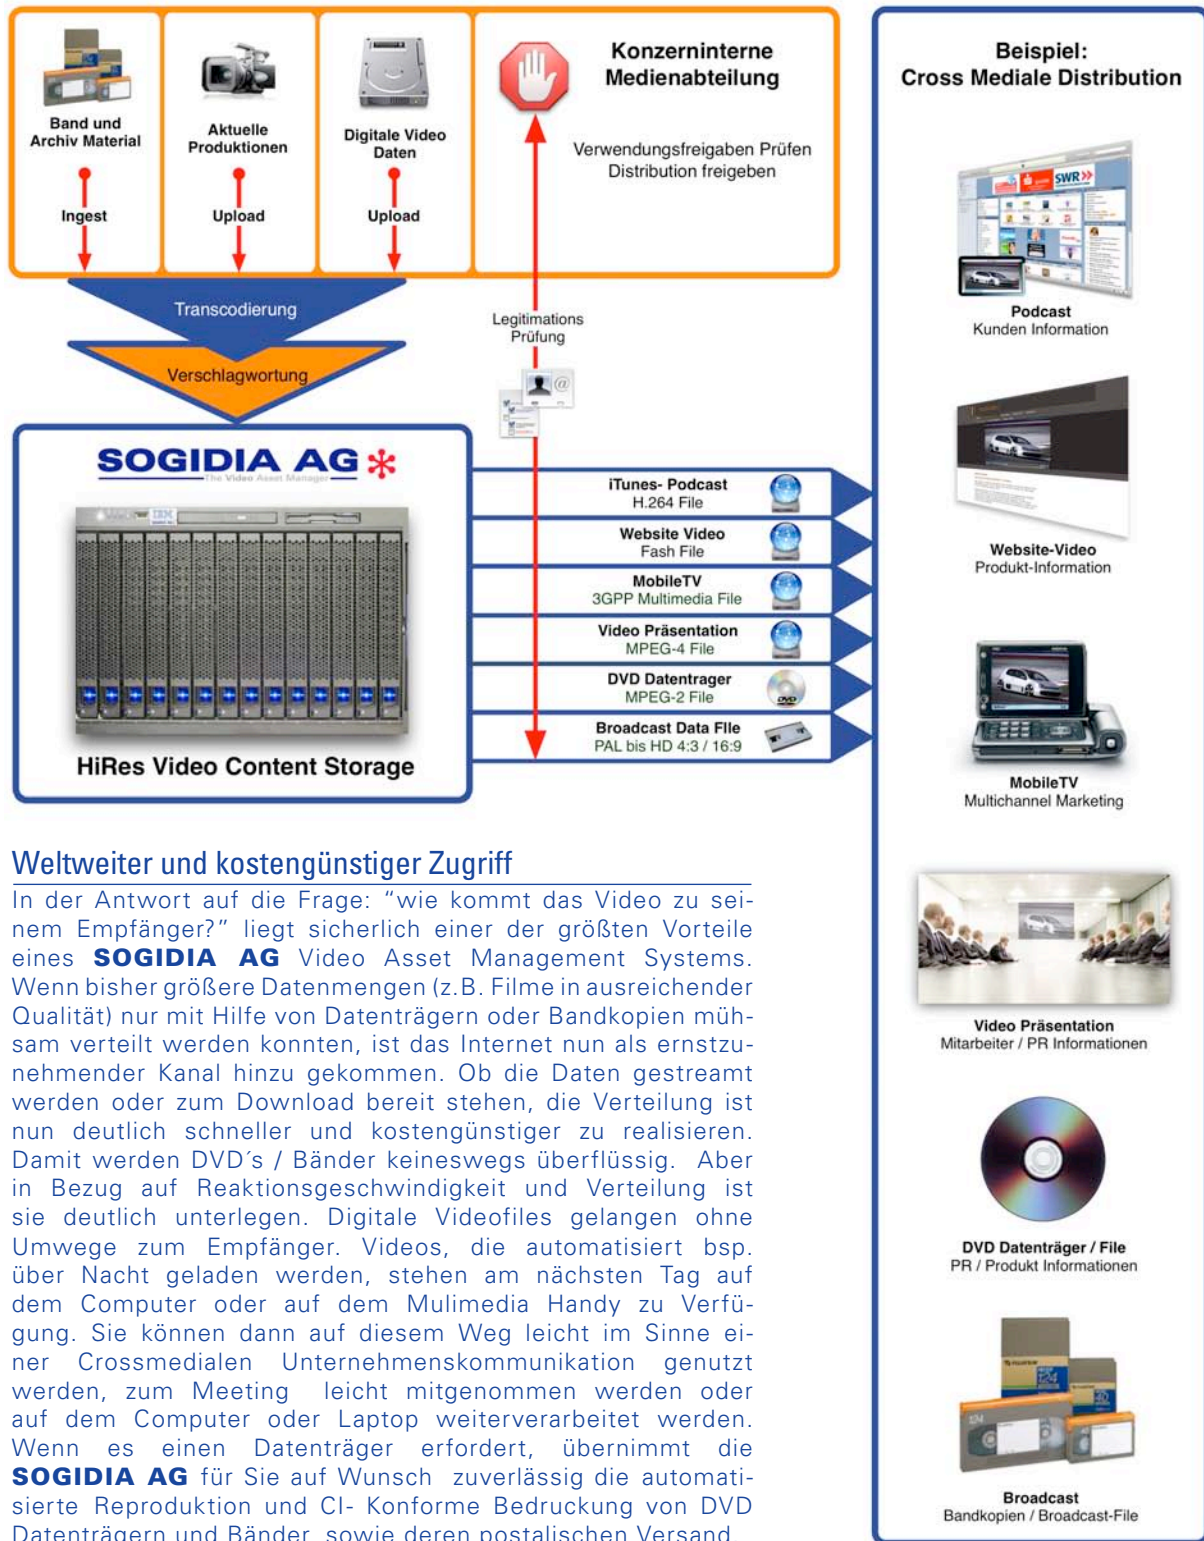 Band und
Archiv Material
Ingest
Aktuelle
Produktionen
Upload
Digitale Video
Daten
Upload
Konzerninterne
Medienabteilung
Verwendungsfreigaben Prüfen
Distribution freigeben
Transcodierung
Verschlagwortung
Legitimations
Prüfung
SOGIDIA AG
The Video Asset Manager
IBM
HiRes Video Content Storage
iTunes- Podcast
H.264 File
Website Video
Fash File
MobileTV
3GPP Multimedia File
Video Präsentation
MPEG-4 File
DVD Datentrager
MPEG-2 File
DVD
Broadcast Data FIle
PAL bis HD 4:3 / 16:9
Beispiel:
Cross Mediale Distribution
SWR
Podcast
Kunden Information
Website-Video
Produkt-Information
MobileTV
Multichannel Marketing
Video Präsentation
Mitarbeiter / PR Informationen
DVD Datenträger / File
PR / Produkt Informationen
124
Broadcast
Bandkopien / Broadcast-File
Weltweiter und kostengünstiger Zugriff
In der Antwort auf die Frage: “wie kommt das Video zu sei-
nem Empfänger?” liegt sicherlich einer der größten Vorteile
eines SOGIDIA AG Video Asset Management Systems.
Wenn bisher größere Datenmengen (z.B. Filme in ausreichender
Qualität) nur mit Hilfe von Datenträgern oder Bandkopien müh-
sam verteilt werden konnten, ist das Internet nun als ernstzu-
nehmender Kanal hinzu gekommen. Ob die Daten gestreamt
werden oder zum Download bereit stehen, die Verteilung ist
nun deutlich schneller und kostengünstiger zu realisieren.
Damit werden DVD´s / Bänder keineswegs überflüssig. Aber
in Bezug auf Reaktionsgeschwindigkeit und Verteilung ist
sie deutlich unterlegen. Digitale Videofiles gelangen ohne
Umwege zum Empfänger. Videos, die automatisiert bsp.
über Nacht geladen werden, stehen am nächsten Tag auf
dem Computer oder auf dem Mulimedia Handy zu Verfü-
gung. Sie können dann auf diesem Weg leicht im Sinne ei-
ner Crossmedialen Unternehmenskommunikation genutzt
werden, zum Meeting leicht mitgenommen werden oder
auf dem Computer oder Laptop weiterverarbeitet werden.
Wenn es einen Datenträger erfordert, übernimmt die
SOGIDIA AG für Sie auf Wunsch zuverlässig die automati-
sierte Reproduktion und CI- Konforme Bedruckung von DVD
Datenträgern und Bänder sowie deren postalischen Versand